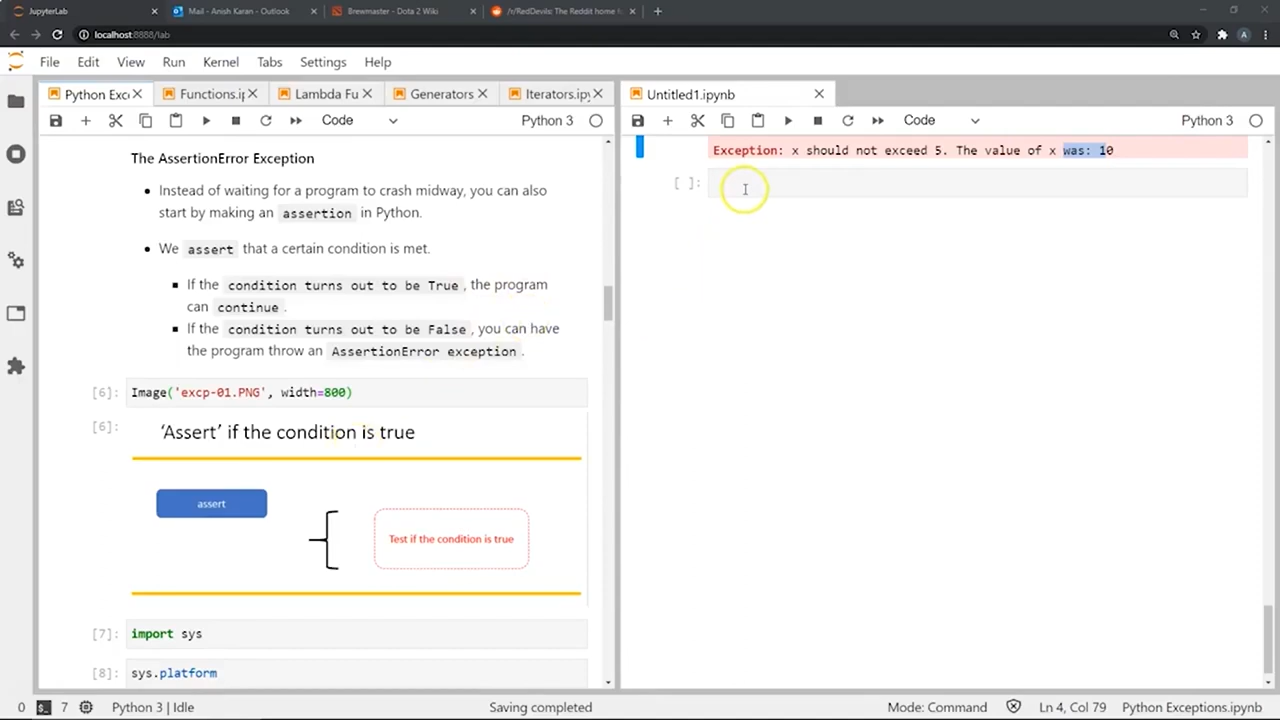 JupyterLab
Mail - Anish Karan - Outlook
Brewmaster - Dota 2 Wiki
/r/RedDevils: The Reddit home f
localhost:8888/lab
A
File Edit View Run Kernel Tabs Settings Help
Python Exc
Functions.ip
Lambda Fu
Generators
Iterators.ipy
Untitled1.ipynb
Code
Python 3
Code
Python 3
The AssertionError Exception
Instead of waiting for a program to crash midway, you can also
start by making an assertion in Python.
We assert that a certain condition is met.
If the condition turns out to be True, the program
can continue.
If the condition turns out to be False, you can have
the program throw an AssertionError exception.
[6]: Image('excp-01.PNG', width=800)
[6]:
'Assert' if the condition is true
assert
Test if the condition is true
[7]: import sys
[8]: sys.platform
Exception: x should not exceed 5. The value of x was: 10
[ ]:
0 7 Python 3 | Idle
Saving completed
Mode: Command
Ln 4, Col 79
Python Exceptions.ipynb